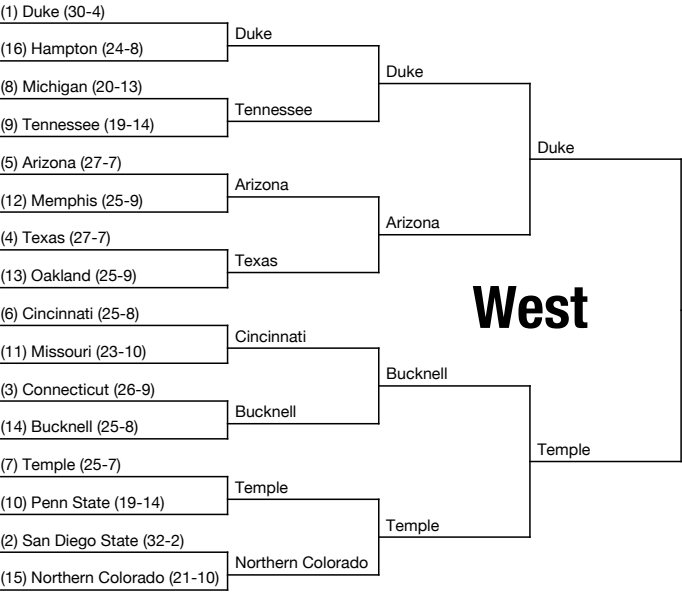 (1) Duke (30-4)
Duke
(16) Hampton (24-8)
Duke
(8) Michigan (20-13)
Tennessee
(9) Tennessee (19-14)
Duke
(5) Arizona (27-7)
Arizona
(12) Memphis (25-9)
Arizona
(4) Texas (27-7)
Texas
(13) Oakland (25-9)
West
(6) Cincinnati (25-8)
Cincinnati
(11) Missouri (23-10)
Bucknell
(3) Connecticut (26-9)
Bucknell
(14) Bucknell (25-8)
Temple
(7) Temple (25-7)
Temple
(10) Penn State (19-14)
Temple
(2) San Diego State (32-2)
Northern Colorado
(15) Northern Colorado (21-10)